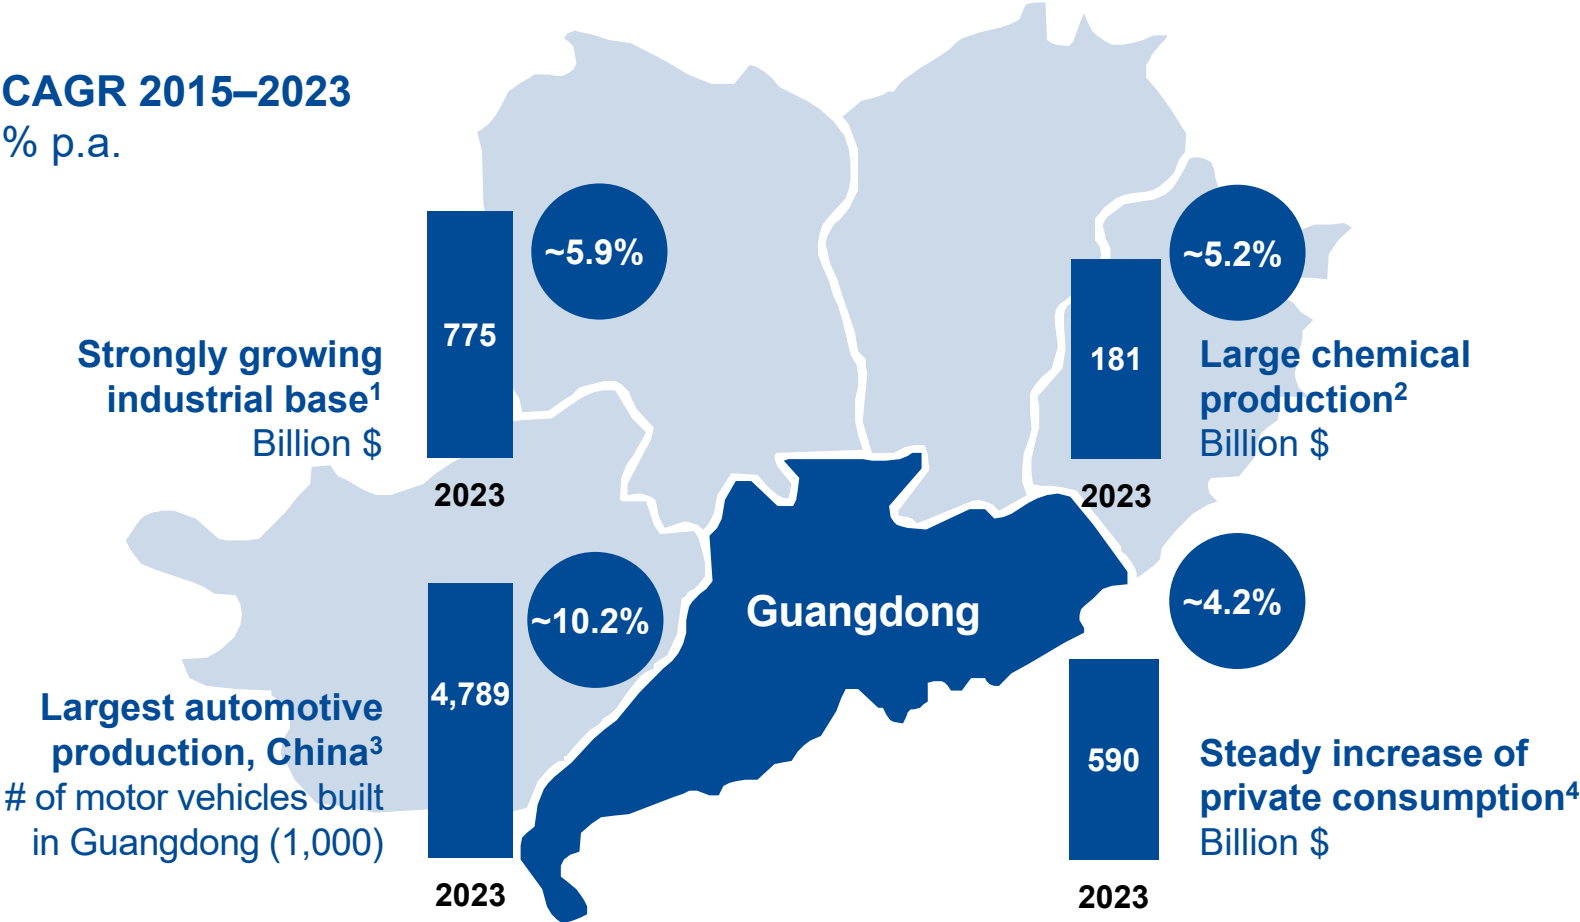 CAGR 2015–2023
% p.a.
~5.9%
775
Strongly growing
industrial base¹
Billion $
2023
~5.2%
181
Large chemical
production²
Billion $
2023
Guangdong
~10.2%
4,789
Largest automotive
production, China³
# of motor vehicles built
in Guangdong (1,000)
2023
~4.2%
590
Steady increase of
private consumption⁴
Billion $
2023